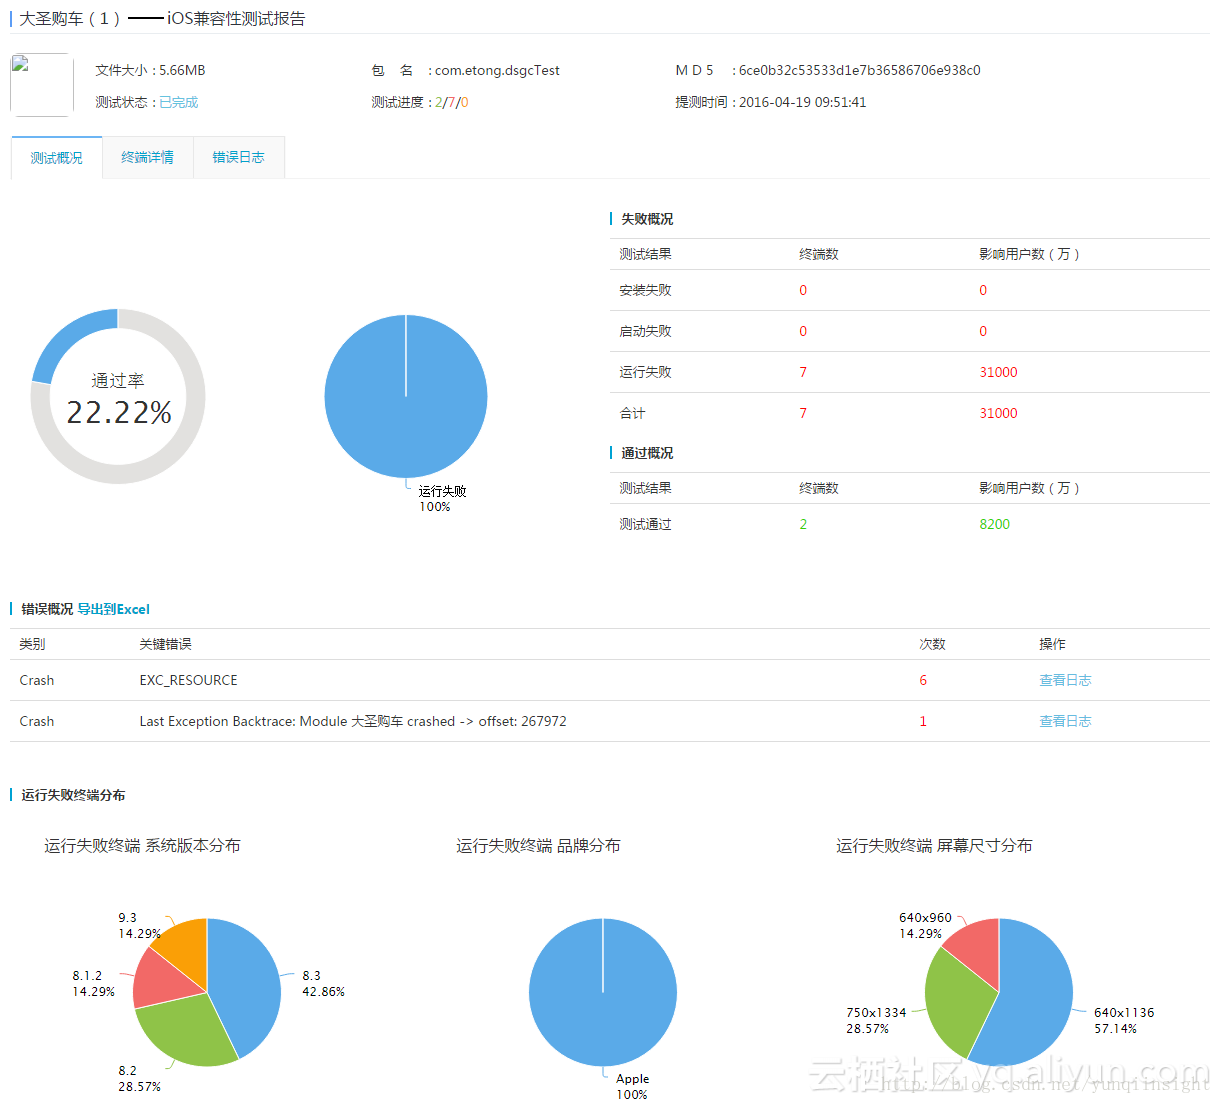 大圣购车（1）—— iOS兼容性测试报告
文件大小：5.66MB
包 名 ：com.etong.dsgcTest
M D 5 ：6ce0b32c53533d1e7b36586706e938c0
测试状态：已完成
测试进度：2/7/0
提测时间：2016-04-19 09:51:41
测试概况 终端详情 错误日志
通过率
22.22%
运行失败
100%
失败概况
测试结果 终端数 影响用户数（万）
安装失败 0 0
启动失败 0 0
运行失败 7 31000
合计 7 31000
通过概况
测试结果 终端数 影响用户数（万）
测试通过 2 8200
错误概况 导出到Excel
类别 关键错误 次数 操作
Crash EXC_RESOURCE 6 查看日志
Crash Last Exception Backtrace: Module 大圣购车 crashed -> offset: 267972 1 查看日志
运行失败终端分布
运行失败终端 系统版本分布
9.3
14.29%
8.1.2
14.29%
8.3
42.86%
8.2
28.57%
运行失败终端 品牌分布
Apple
100%
运行失败终端 屏幕尺寸分布
640x960
14.29%
750x1334
28.57%
640x1136
57.14%
云栖社区 yq.aliyun.com
http://blog.csdn.net/yunqiinsight